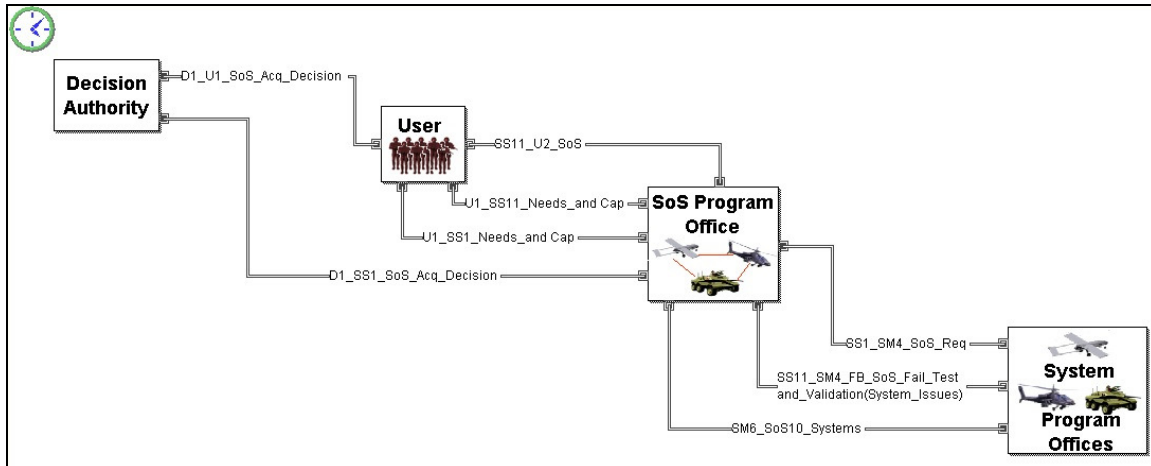 Decision
Authority
D1_U1_SoS_Acq_Decision
User
SS11_U2_SoS
U1_SS11_Needs_and Cap
U1_SS1_Needs_and Cap
D1_SS1_SoS_Acq_Decision
SoS Program
Office
SS1_SM4_SoS_Req
SS11_SM4_FB_SoS_Fail_Test
and_Validation(System_Issues)
SM6_SoS10_Systems
System
Program
Offices